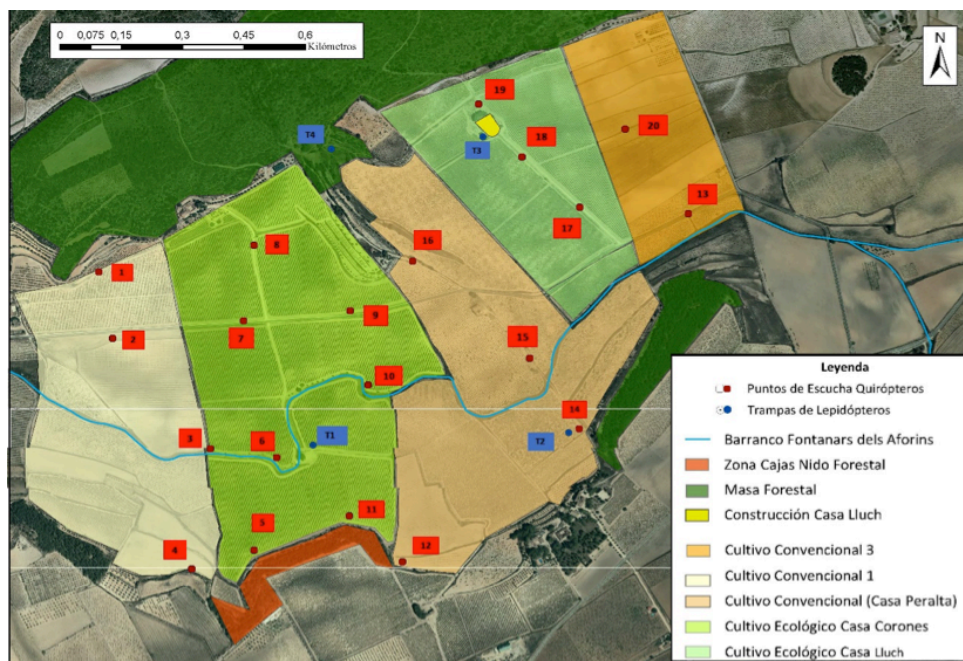 0 0,075 0,15 0,3 0,45 0,6
Kilómetros
N
19
T4
T3
18
20
17
13
16
8
1
9
7
2
15
10
14
3
6
T1
T2
11
5
12
4
Leyenda
Puntos de Escucha Quirópteros
Trampas de Lepidópteros
Barranco Fontanars dels Aforins
Zona Cajas Nido Forestal
Masa Forestal
Construcción Casa Lluch
Cultivo Convencional 3
Cultivo Convencional 1
Cultivo Convencional (Casa Peralta)
Cultivo Ecológico Casa Corones
Cultivo Ecológico Casa Lluch